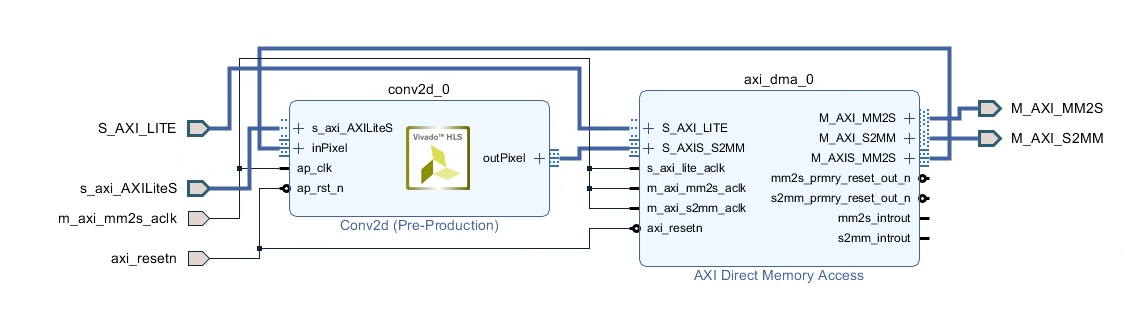 S_AXI_LITE
s_axi_AXILiteS
m_axi_mm2s_aclk
axi_resetn
conv2d_0
s_axi_AXILiteS
inPixel
ap_clk
ap_rst_n
Vivado™ HLS
outPixel
Conv2d (Pre-Production)
axi_dma_0
S_AXI_LITE
S_AXIS_S2MM
s_axi_lite_aclk
m_axi_mm2s_aclk
m_axi_s2mm_aclk
axi_resetn
M_AXI_MM2S
M_AXI_S2MM
M_AXIS_MM2S
mm2s_prmry_reset_out_n
s2mm_prmry_reset_out_n
mm2s_introut
s2mm_introut
AXI Direct Memory Access
M_AXI_MM2S
M_AXI_S2MM